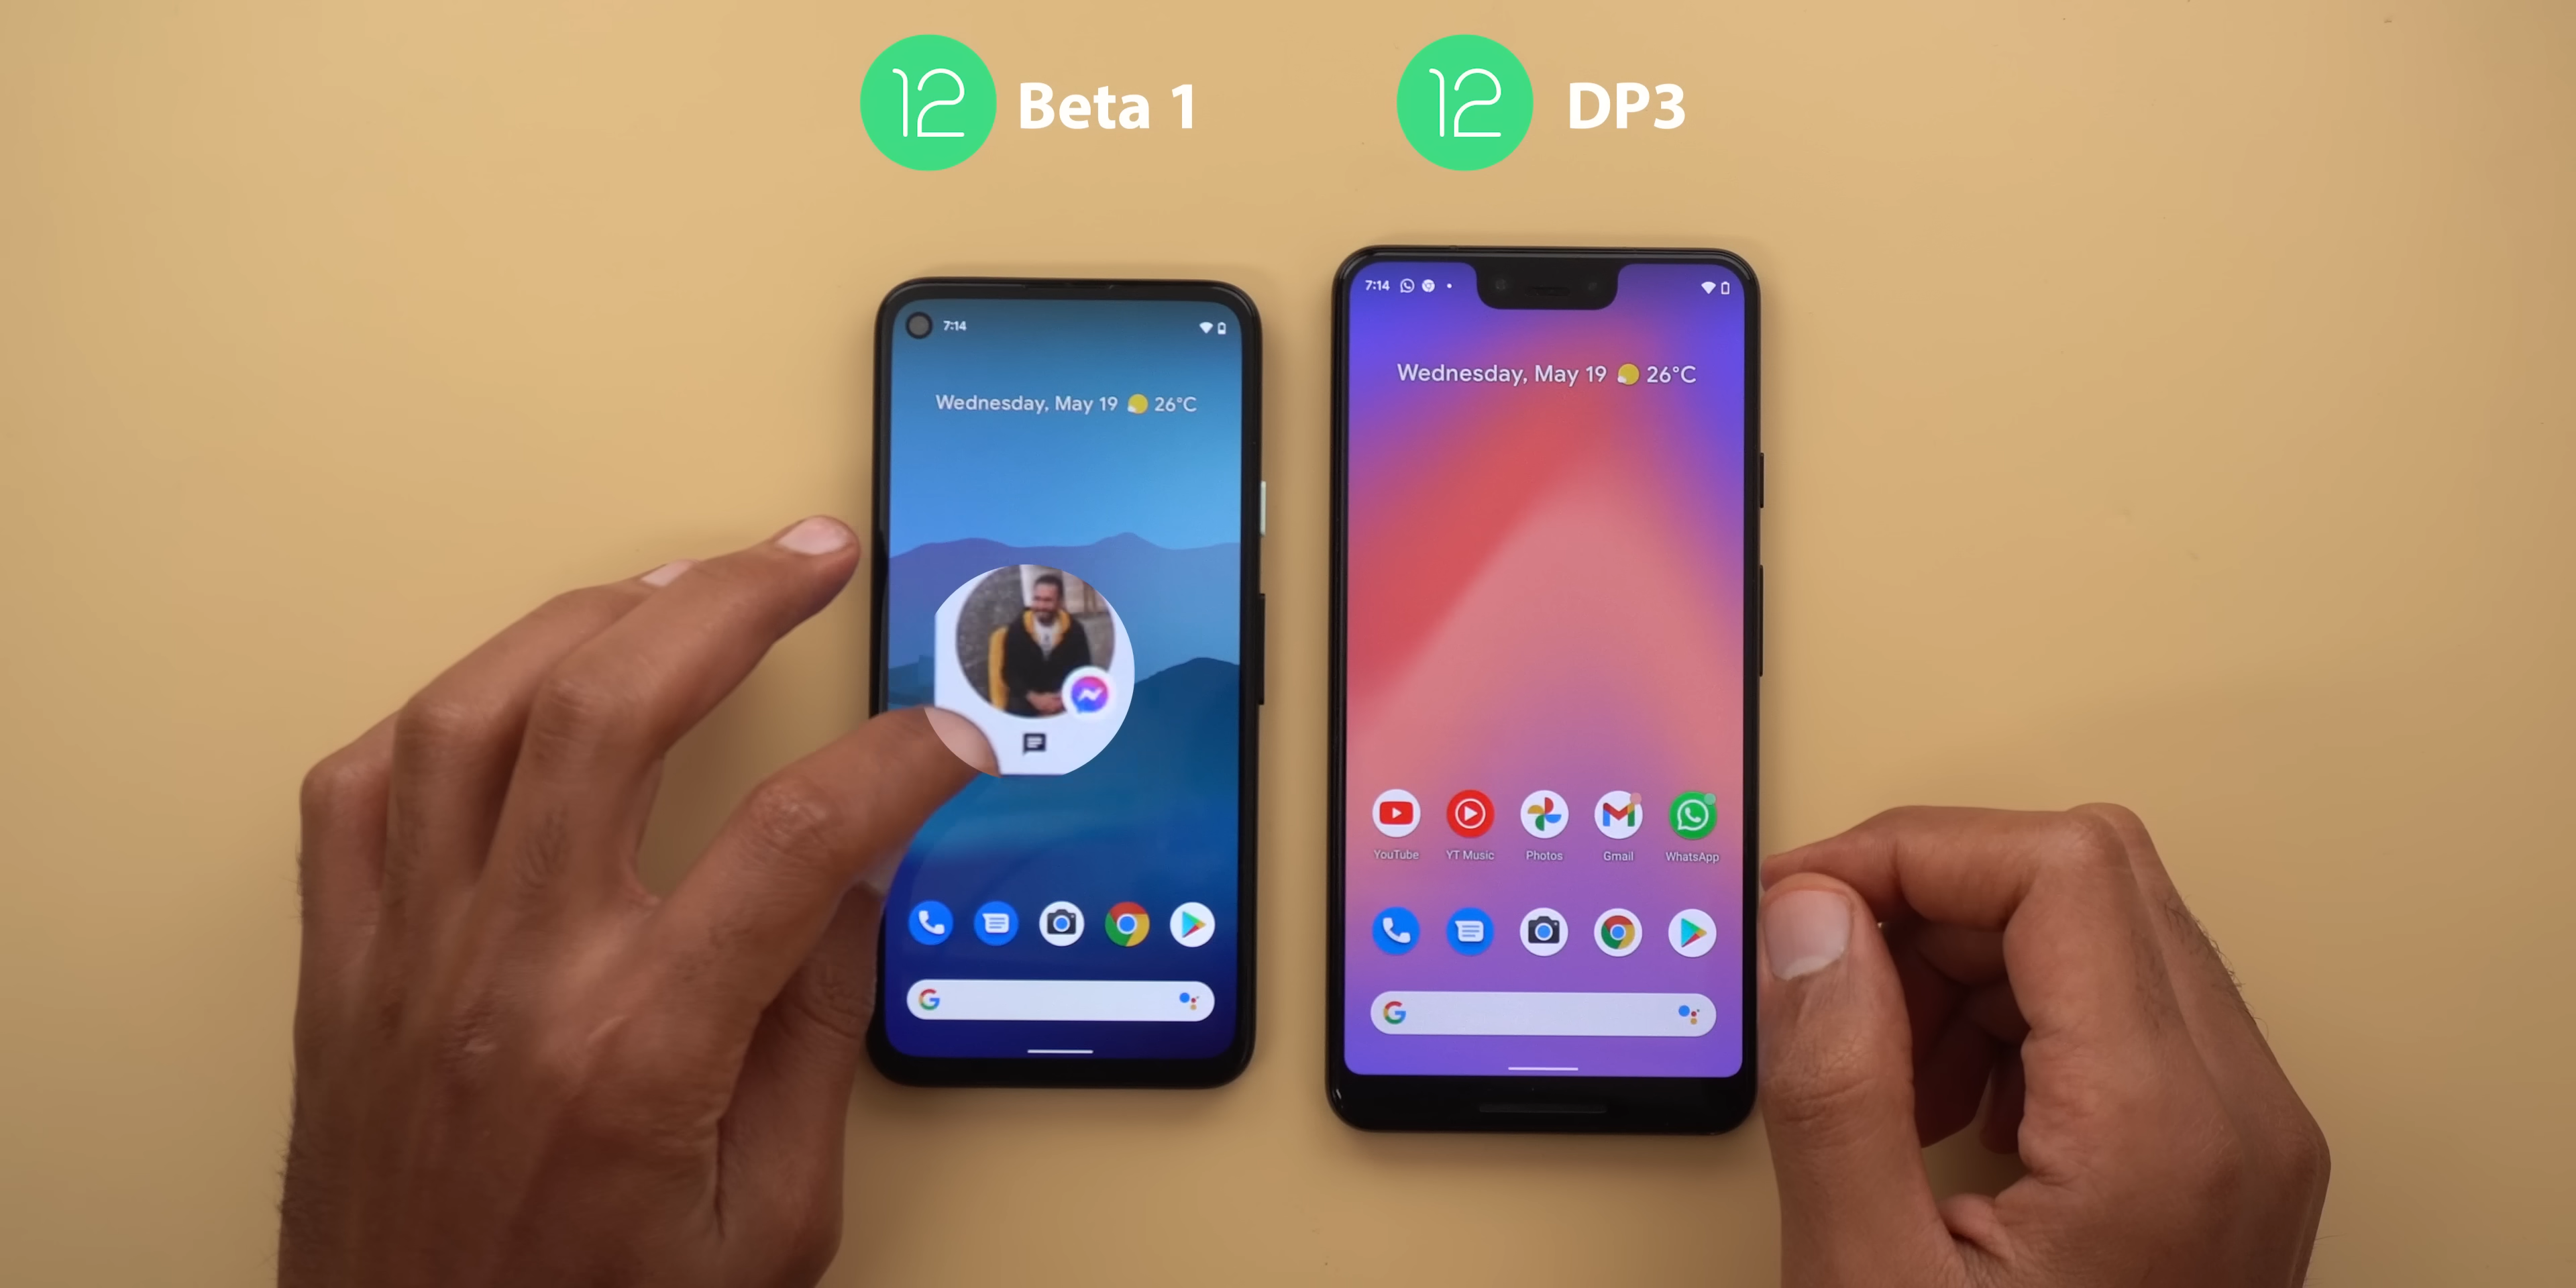 12 Beta 1
12 DP3
7:14
Wednesday, May 19 26°C
G
7:14
Wednesday, May 19 26°C
YouTube YT Music Photos Gmail WhatsApp
G